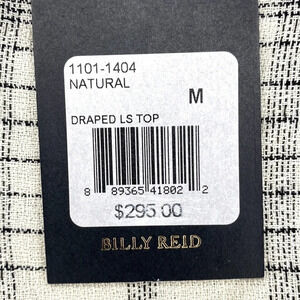 1101-1404
NATURAL
M
DRAPED LS TOP
8 89365 41802 2
$295.00
BILLY REID